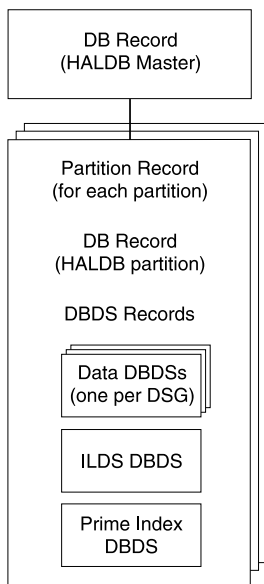 DB Record
(HALDB Master)
Partition Record
(for each partition)
DB Record
(HALDB partition)
DBDS Records
Data DBDSs
(one per DSG)
ILDS DBDS
Prime Index
DBDS